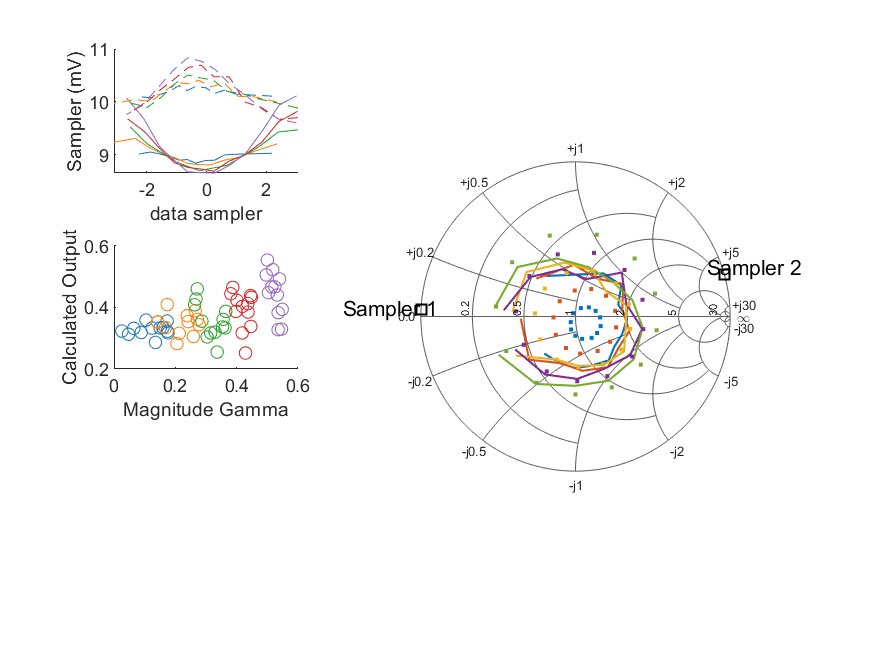 11
10
9
Sampler (mV)
-2
0
2
data sampler
0.6
0.4
0.2
Calculated Output
0
0.2
0.4
0.6
Magnitude Gamma
+j1
+j0.5
+j2
+j0.2
+j5
Sampler 2
Sampler 1
0.0
0.2
0.5
1
2
5
30
+j30
∞
-j30
-j0.2
-j5
-j0.5
-j2
-j1